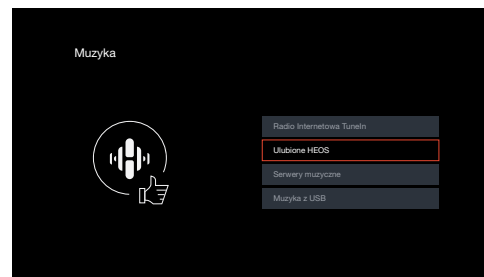 Muzyka
Radio Internetowa TuneIn
Ulubione HEOS
Serwery muzyczne
Muzyka z USB